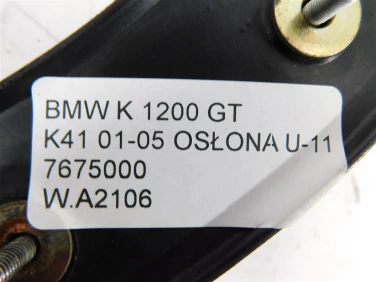 BMW K 1200 GT
K41 01-05 OSŁONA U-11
7675000
W.A2106